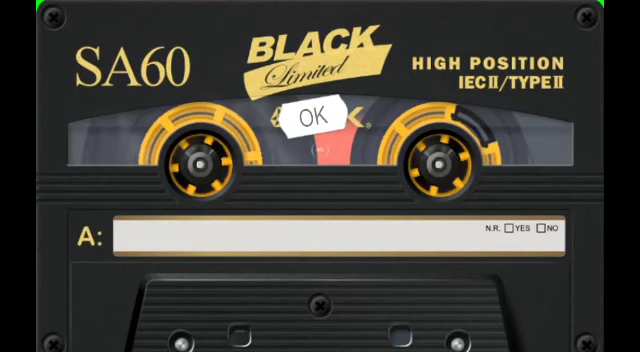 SA60
BLACK
Limited
HIGH POSITION
IECⅡ/TYPEⅡ
OK
A:
N.R. ☐YES ☐NO